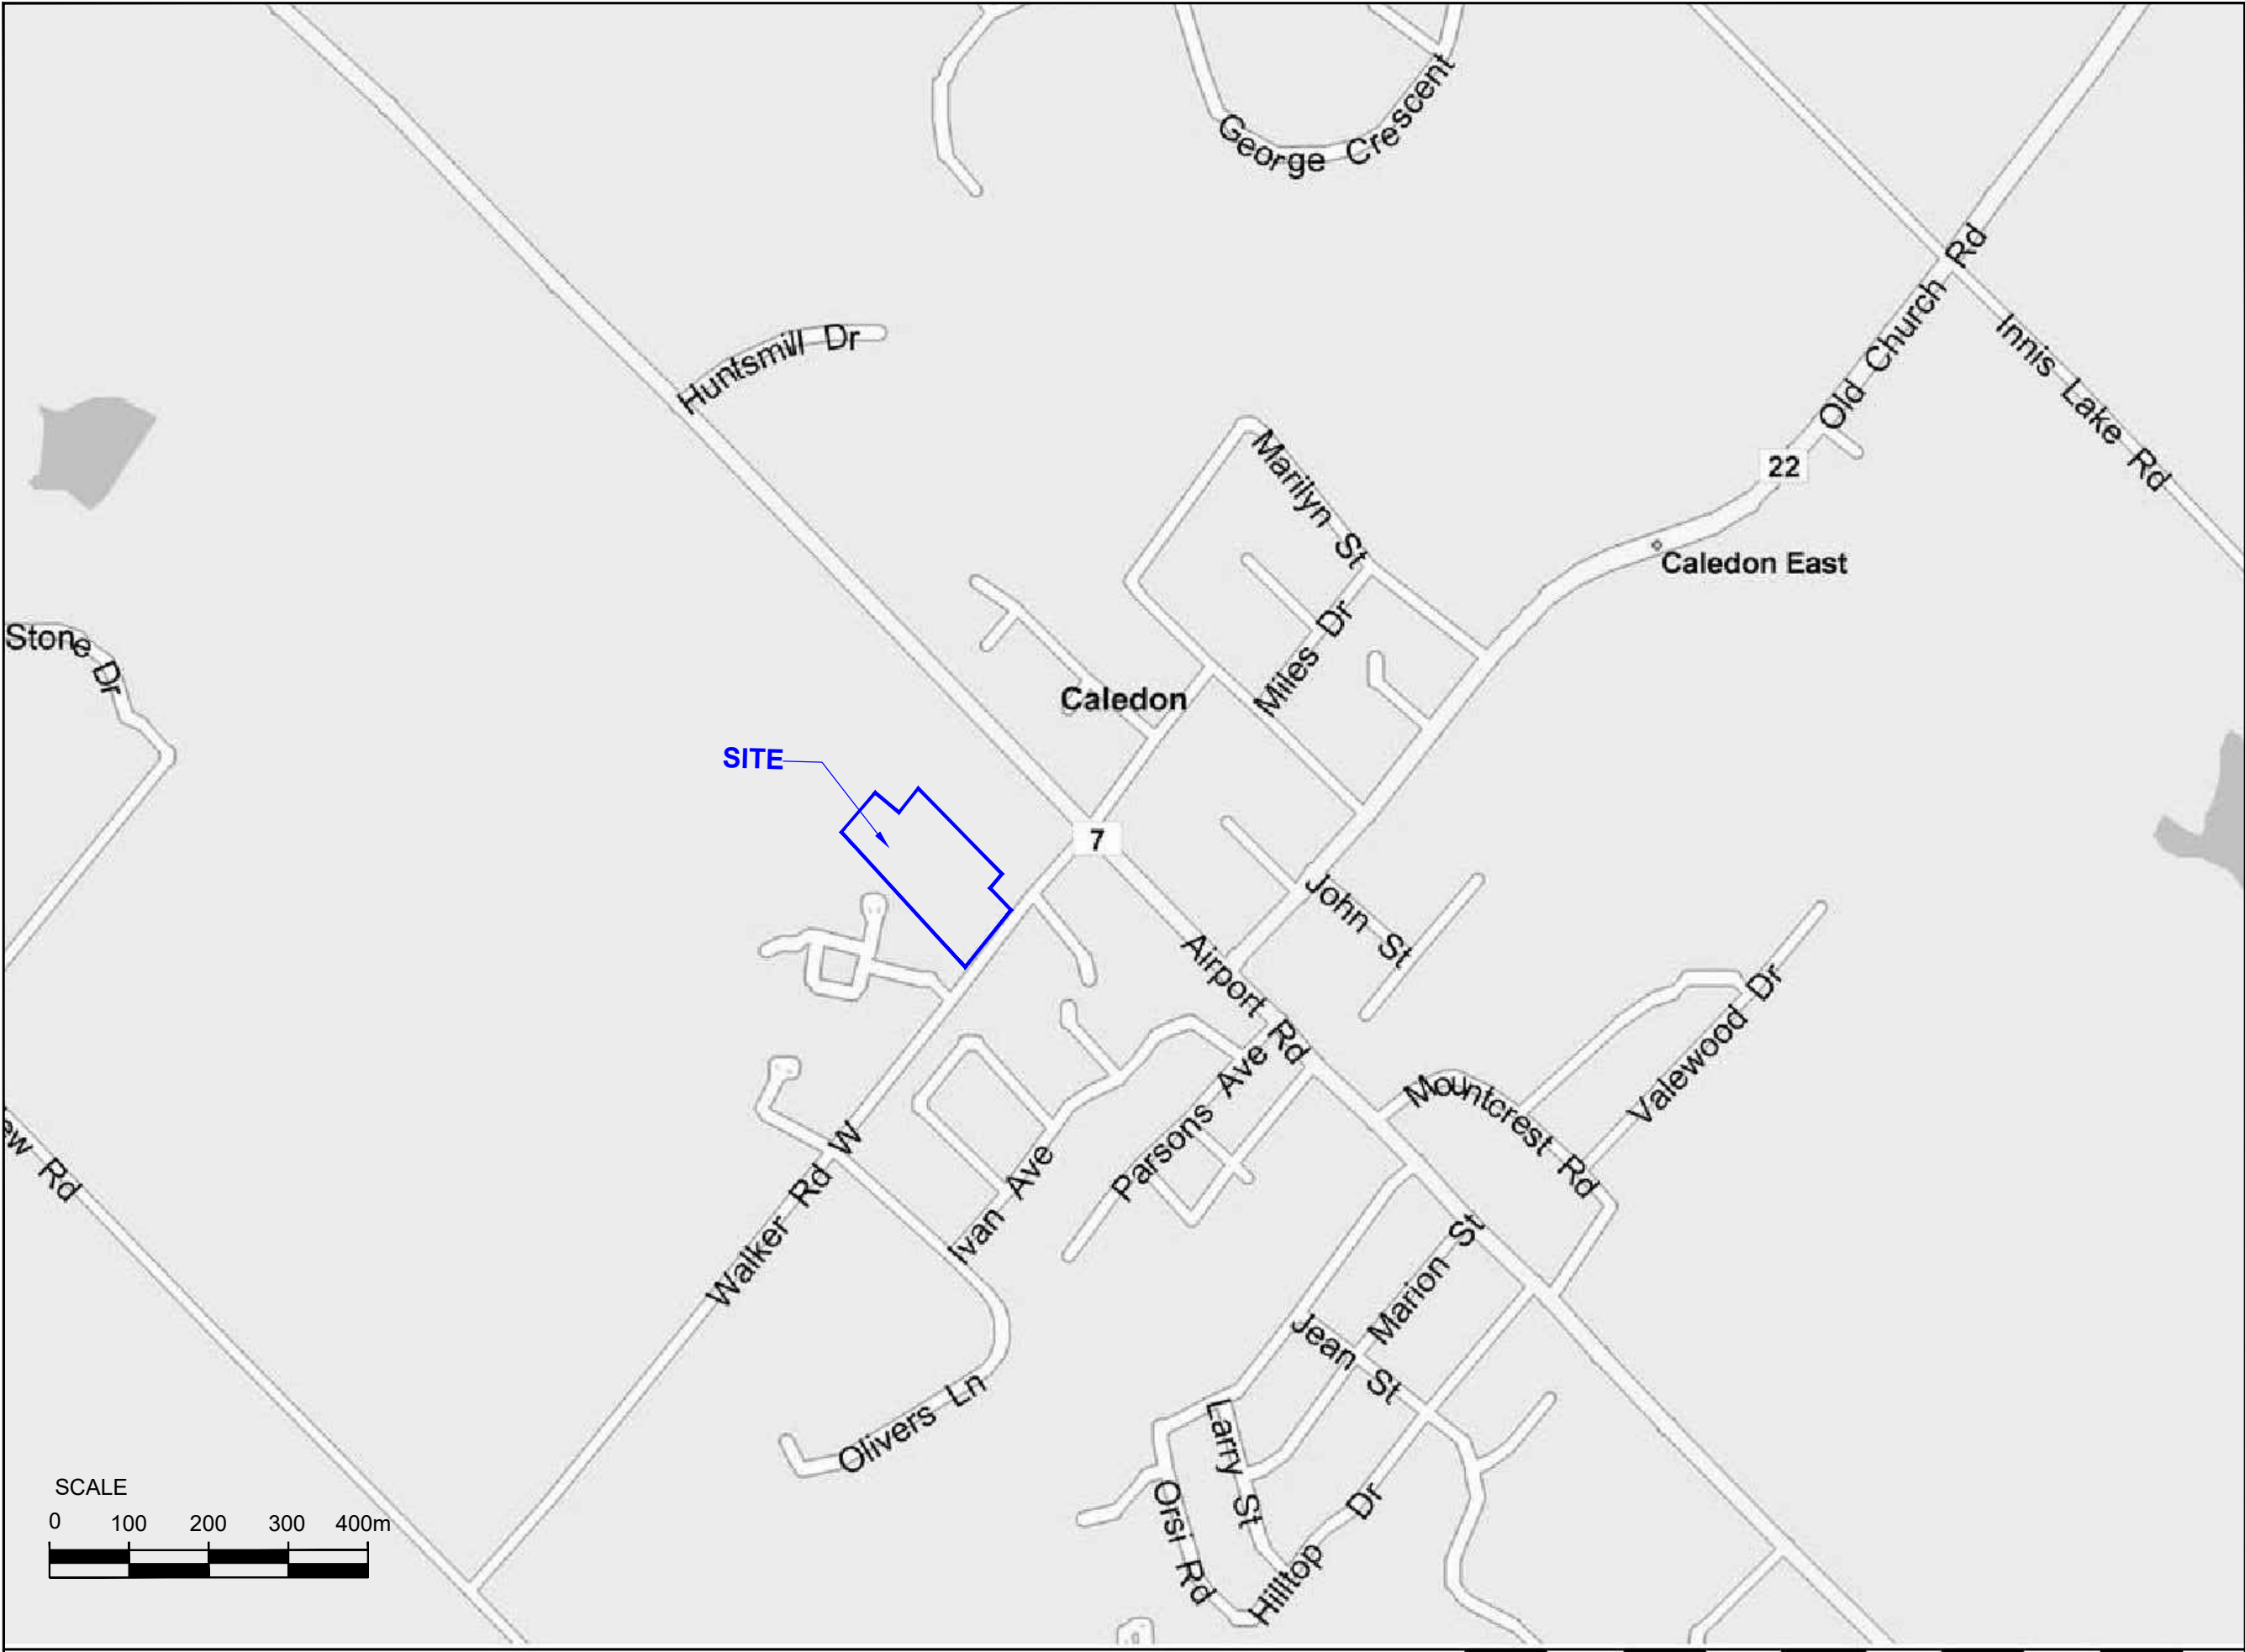 George Crescent
Old Church Rd
Innis Lake Rd
Huntsmill Dr
Marilyn St
22
Caledon East
Stone Dr
Miles Dr
Caledon
SITE
7
John St
Airport Rd
Valewood Dr
Parsons Ave
Mountcrest Rd
ew Rd
Walker Rd W
Ivan Ave
Marion St
Jean St
Olivers Ln
Larry St
Orsi Rd
Hilltop Dr
SCALE
0 100 200 300 400m